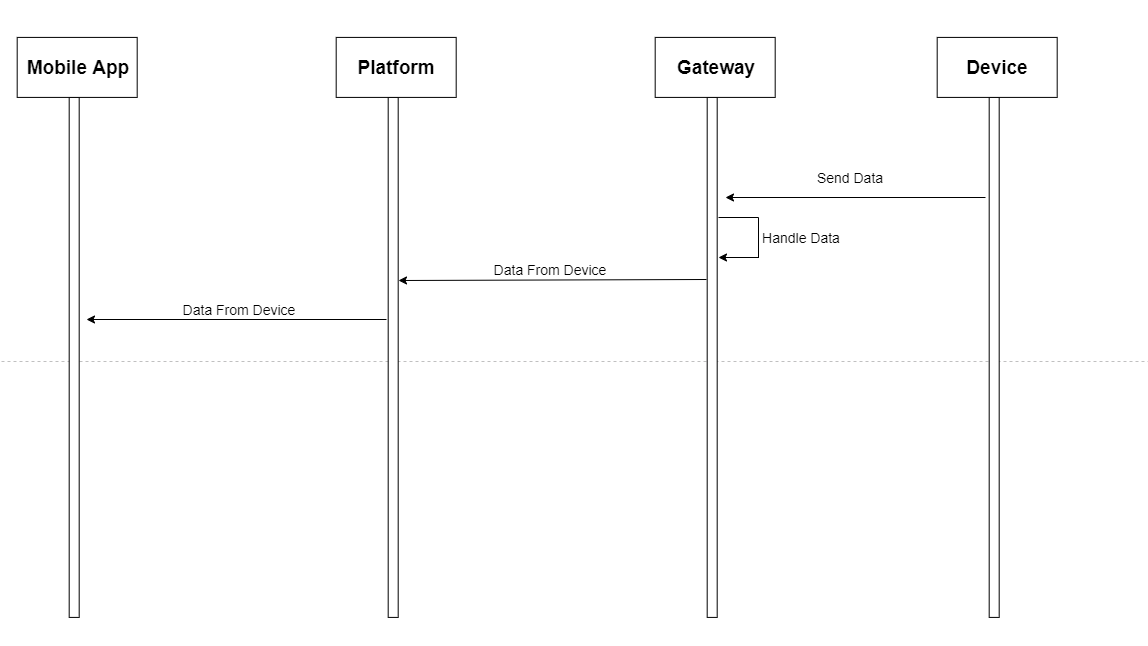 Mobile App
Platform
Gateway
Device
Send Data
Handle Data
Data From Device
Data From Device